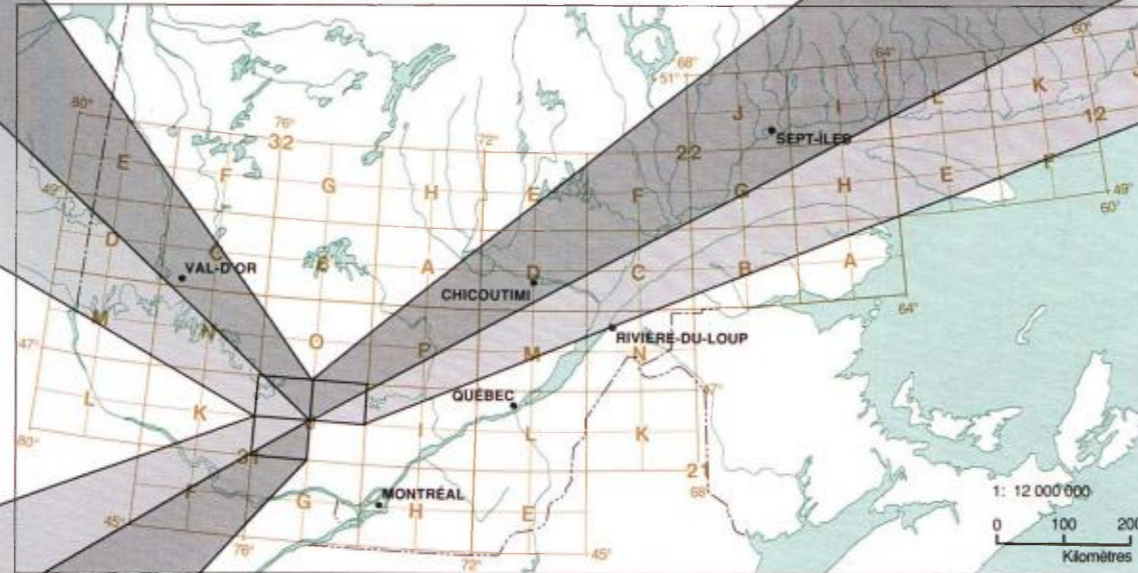 60°
64°
68°
51°
K
L
J
I
12
80°
76°
32
72°
SEPT-ÎLES
22
E
F
G
H
E
F
G
H
E
F
49°
49°
60°
D
C
B
A
D
C
B
A
VAL-D'OR
CHICOUTIMI
64°
M
N
O
P
M
N
RIVIÈRE-DU-LOUP
47°
47°
L
K
QUÉBEC
I
L
K
80°
31
21
68°
F
G
MONTRÉAL
H
E
1: 12 000 000
45°
76°
72°
45°
0 100 200
Kilomètres